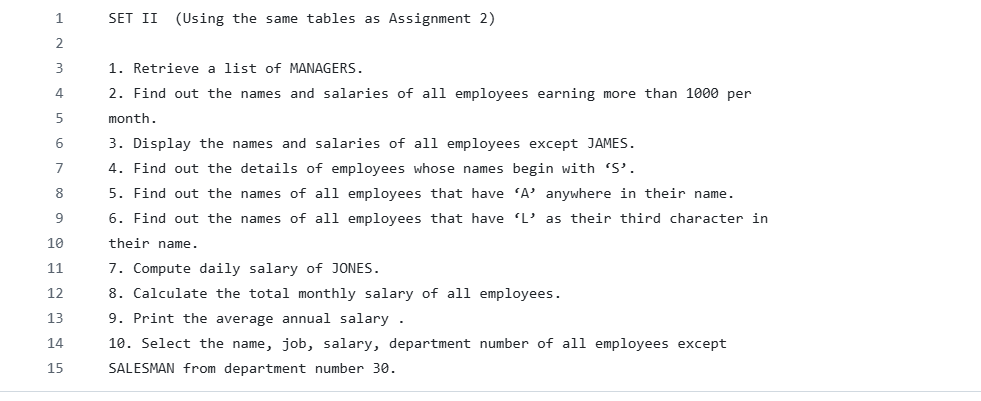 1 SET II  (Using the same tables as Assignment 2)
2
3 1. Retrieve a list of MANAGERS.
4 2. Find out the names and salaries of all employees earning more than 1000 per
5 month.
6 3. Display the names and salaries of all employees except JAMES.
7 4. Find out the details of employees whose names begin with ‘S’.
8 5. Find out the names of all employees that have ‘A’ anywhere in their name.
9 6. Find out the names of all employees that have ‘L’ as their third character in
10 their name.
11 7. Compute daily salary of JONES.
12 8. Calculate the total monthly salary of all employees.
13 9. Print the average annual salary .
14 10. Select the name, job, salary, department number of all employees except
15 SALESMAN from department number 30.